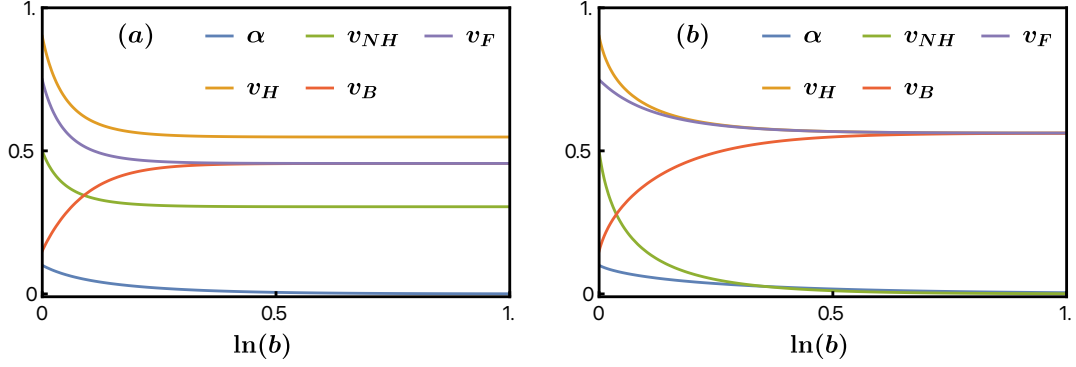 1.
(a) α v_NH v_F
v_H v_B
0.5
0
0 0.5 1.
ln(b)
1.
(b) α v_NH v_F
v_H v_B
0.5
0
0 0.5 1.
ln(b)